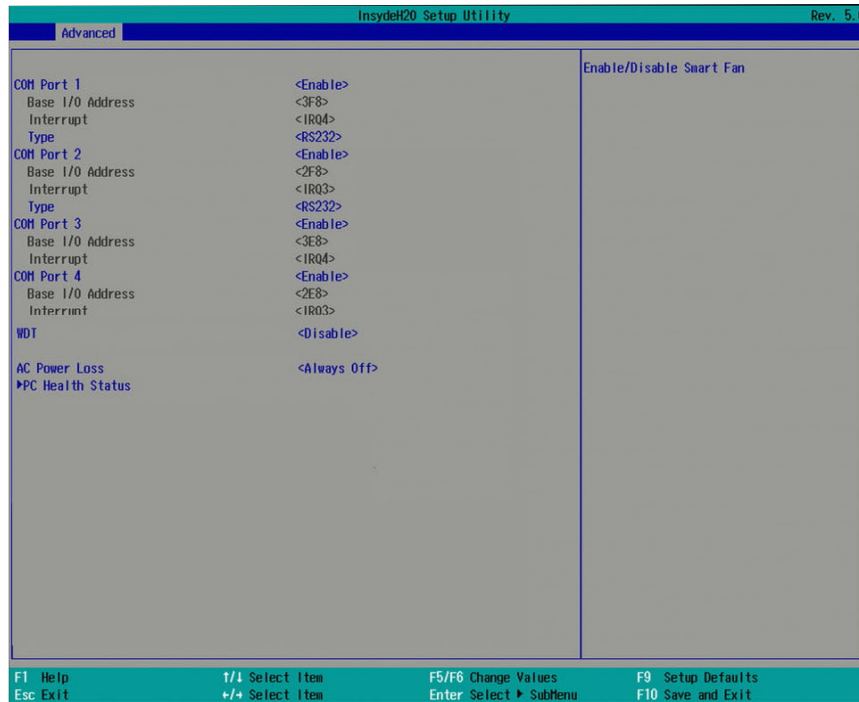 InsydeH20 Setup Utility Rev. 5.
Advanced
Enable/Disable Smart Fan
COM Port 1 <Enable>
Base I/O Address <3F8>
Interrupt <IRQ4>
Type <RS232>
COM Port 2 <Enable>
Base I/O Address <2F8>
Interrupt <IRQ3>
Type <RS232>
COM Port 3 <Enable>
Base I/O Address <3E8>
Interrupt <IRQ4>
COM Port 4 <Enable>
Base I/O Address <2E8>
Interrupt <IRQ3>
WDT <Disable>
AC Power Loss <Always Off>
▶PC Health Status
F1 Help ↑/↓ Select Item F5/F6 Change Values F9 Setup Defaults
Esc Exit ←/→ Select Item Enter Select ▶ SubMenu F10 Save and Exit